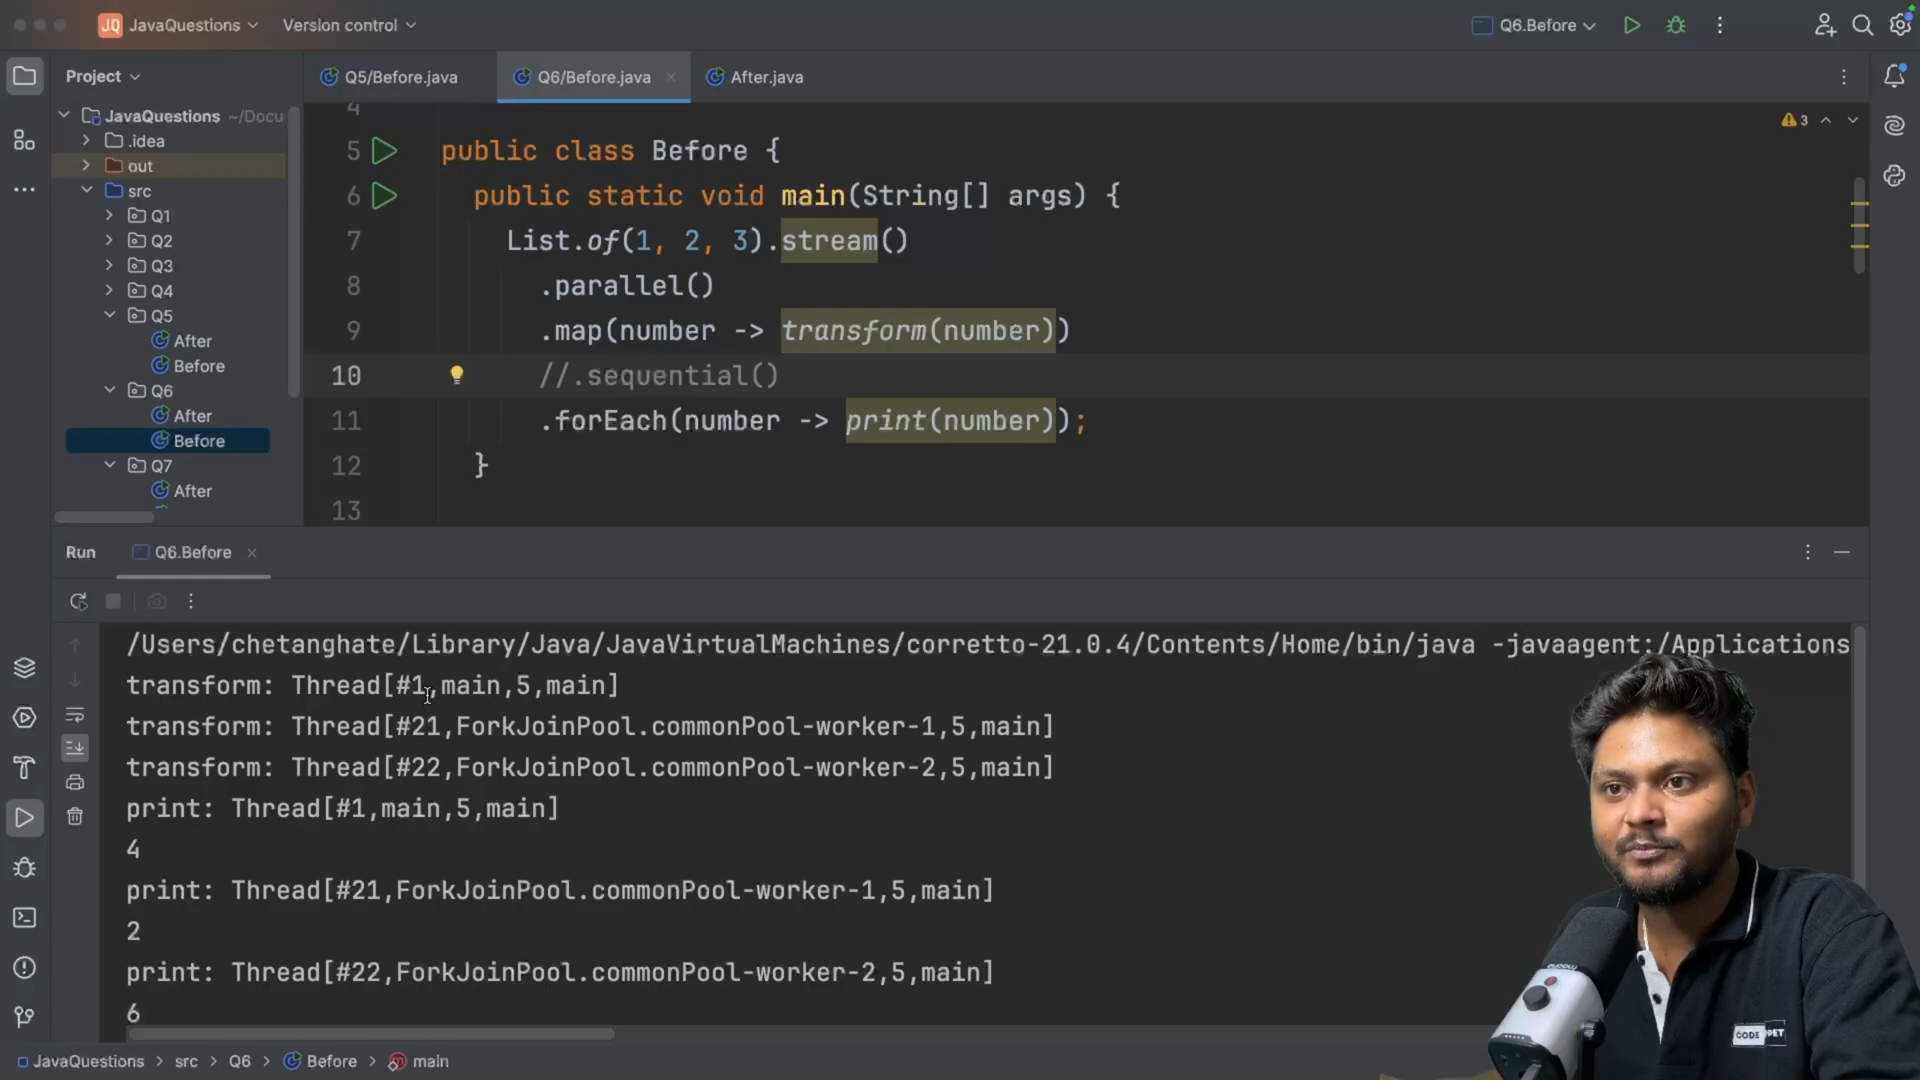 JQ JavaQuestions Version control Q6.Before
Project
Q5/Before.java Q6/Before.java After.java
JavaQuestions ~/Docu
.idea
out
src
Q1
Q2
Q3
Q4
Q5
After
Before
Q6
After
Before
Q7
After
4
3
5 public class Before {
6 public static void main(String[] args) {
7 List.of(1, 2, 3).stream()
8 .parallel()
9 .map(number -> transform(number))
10 //.sequential()
11 .forEach(number -> print(number));
12 }
13
Run Q6.Before
/Users/chetanghate/Library/Java/JavaVirtualMachines/corretto-21.0.4/Contents/Home/bin/java -javaagent:/Applications
transform: Thread[#1,main,5,main]
transform: Thread[#21,ForkJoinPool.commonPool-worker-1,5,main]
transform: Thread[#22,ForkJoinPool.commonPool-worker-2,5,main]
print: Thread[#1,main,5,main]
4
print: Thread[#21,ForkJoinPool.commonPool-worker-1,5,main]
2
print: Thread[#22,ForkJoinPool.commonPool-worker-2,5,main]
6
maono
CODE PET
JavaQuestions > src > Q6 > Before > main